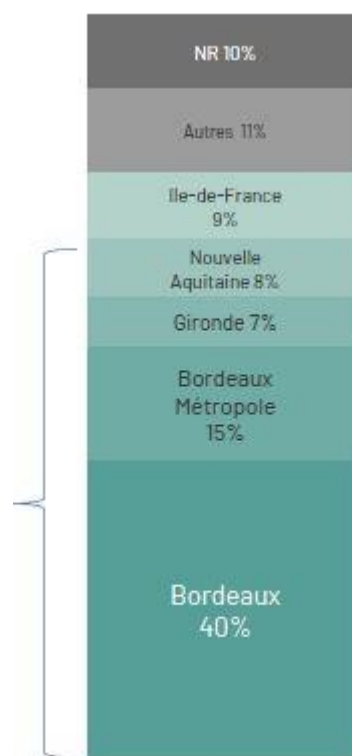 NR 10%
Autres 11%
Ile-de-France
9%
Nouvelle
Aquitaine 8%
Gironde 7%
Bordeaux
Métropole
15%
Bordeaux
40%